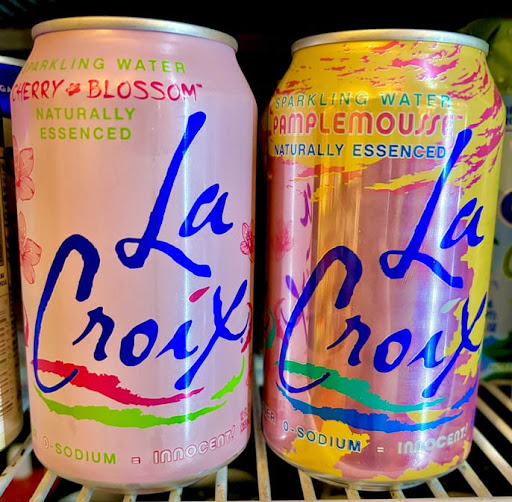 SPARKLING WATER
CHERRY BLOSSOM™
NATURALLY
ESSENCED
La
Croix
0-SODIUM = INNOCENT!
SPARKLING WATER
PAMPLEMOUSSE
NATURALLY ESSENCED
La
Croix
0-SODIUM = INNOCENT!